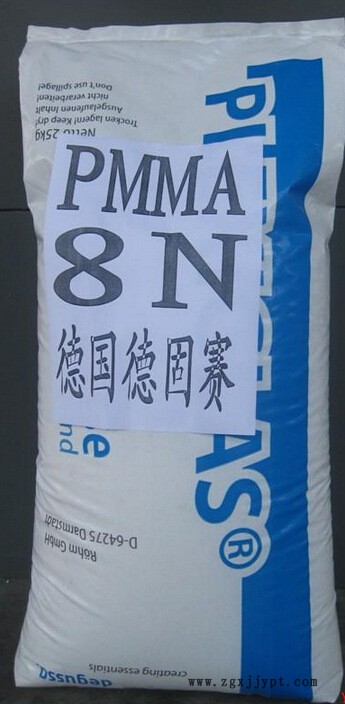 Don't use spillage!
nicht verarbeiten!
Ausgelaufenen Inhalt
Trocken lagern! Keep dry!
Netto 25kg
PMMA
8N
德国德固赛
Röhm GmbH
D-64275 Darmstadt
creating essentials
degussa.
www.zgxjjypt.com